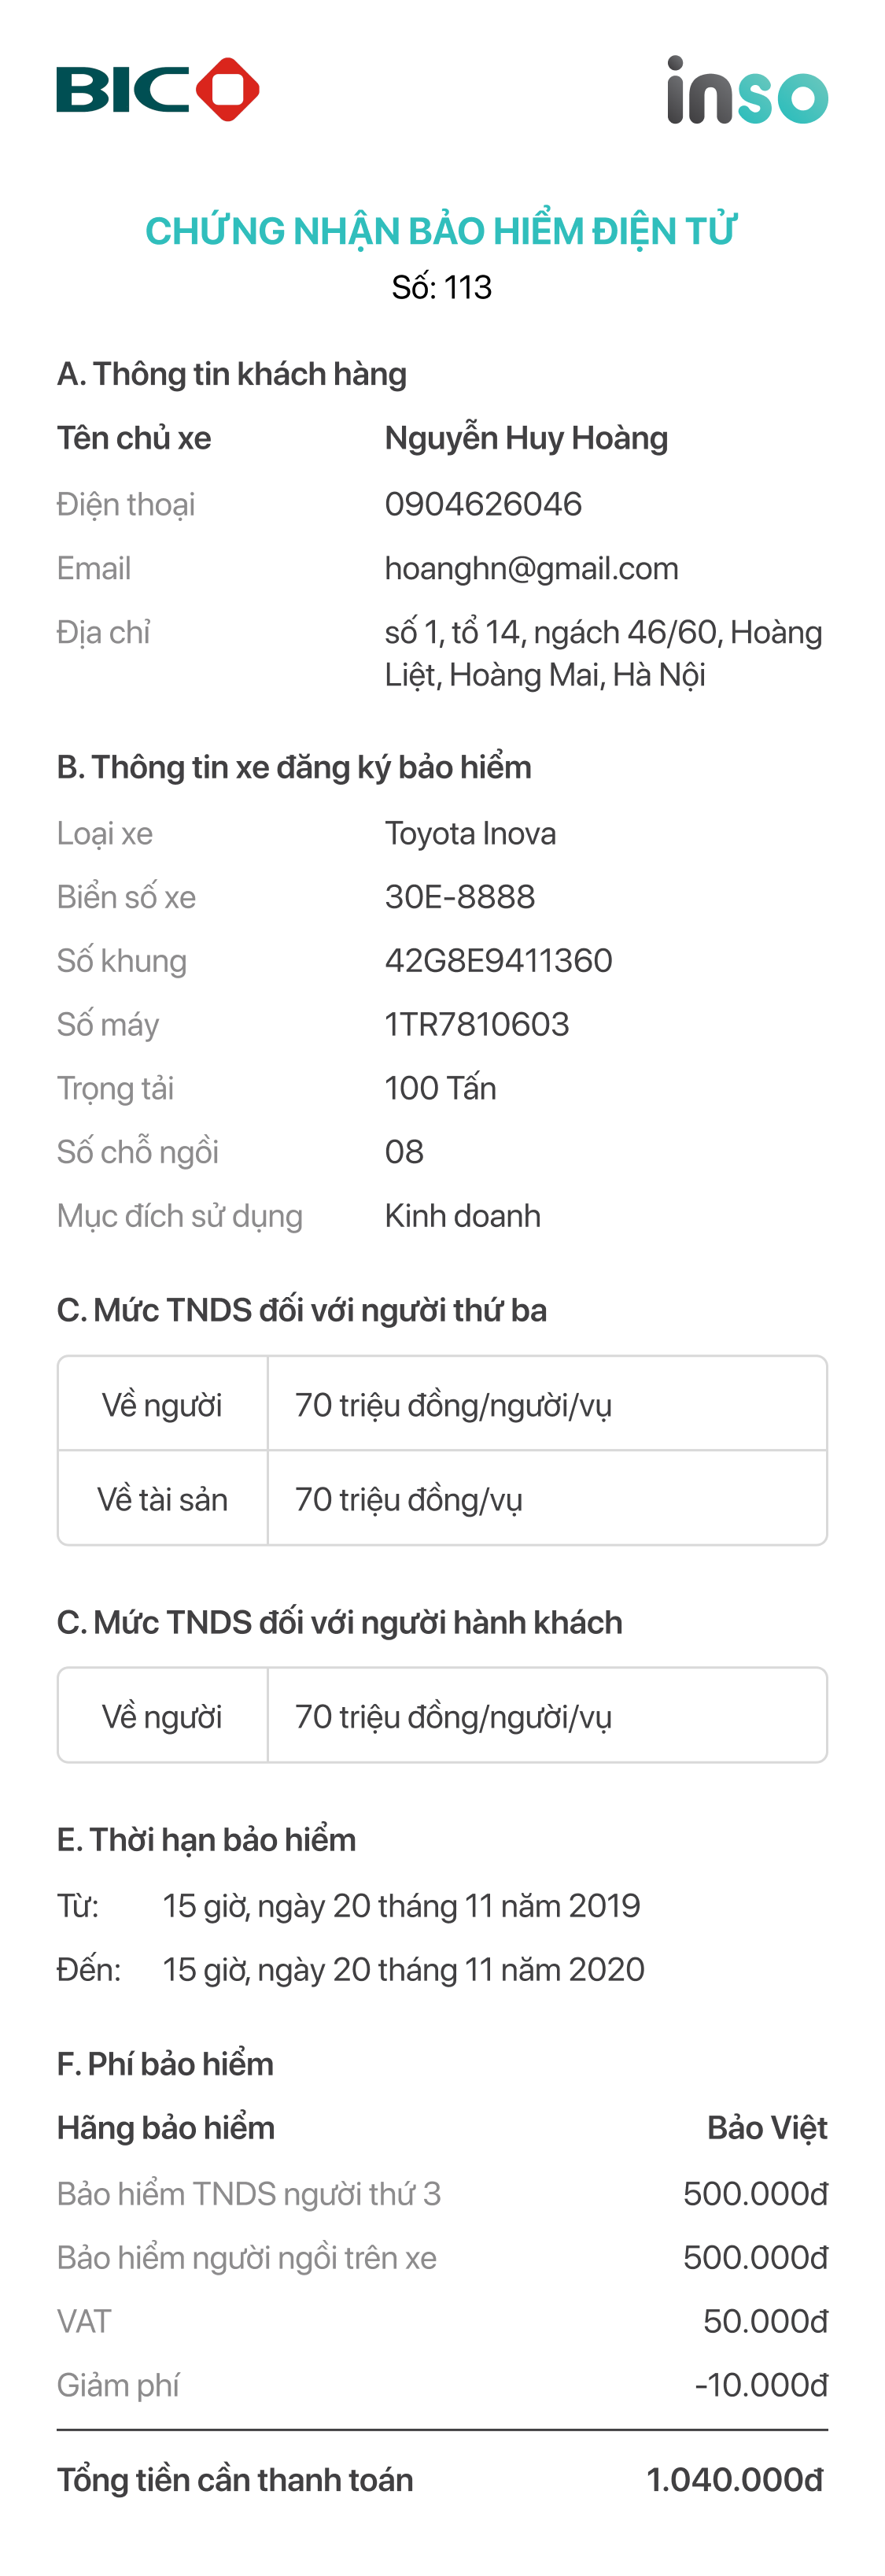 BIC
inso
CHỨNG NHẬN BẢO HIỂM ĐIỆN TỬ
Số: 113
A. Thông tin khách hàng
Tên chủ xe Nguyễn Huy Hoàng
Điện thoại 0904626046
Email hoanghn@gmail.com
Địa chỉ số 1, tổ 14, ngách 46/60, Hoàng
Liệt, Hoàng Mai, Hà Nội
B. Thông tin xe đăng ký bảo hiểm
Loại xe Toyota Inova
Biển số xe 30E-8888
Số khung 42G8E9411360
Số máy 1TR7810603
Trọng tải 100 Tấn
Số chỗ ngồi 08
Mục đích sử dụng Kinh doanh
C. Mức TNDS đối với người thứ ba
Về người 70 triệu đồng/người/vụ
Về tài sản 70 triệu đồng/vụ
C. Mức TNDS đối với người hành khách
Về người 70 triệu đồng/người/vụ
E. Thời hạn bảo hiểm
Từ: 15 giờ, ngày 20 tháng 11 năm 2019
Đến: 15 giờ, ngày 20 tháng 11 năm 2020
F. Phí bảo hiểm
Hãng bảo hiểm Bảo Việt
Bảo hiểm TNDS người thứ 3 500.000đ
Bảo hiểm người ngồi trên xe 500.000đ
VAT 50.000đ
Giảm phí -10.000đ
Tổng tiền cần thanh toán 1.040.000đ